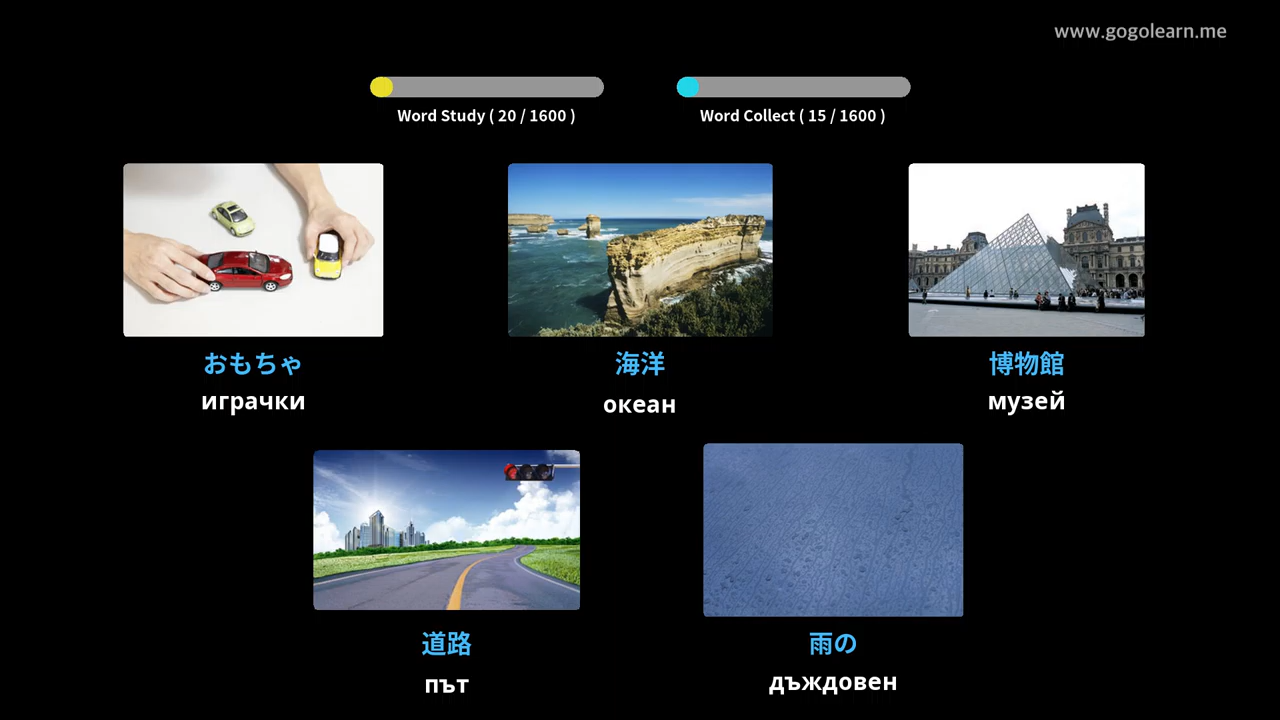 www.gogolearn.me
Word Study ( 20 / 1600 )
Word Collect ( 15 / 1600 )
おもちゃ
играчки
海洋
океан
博物館
музей
道路
път
雨の
дъждовен